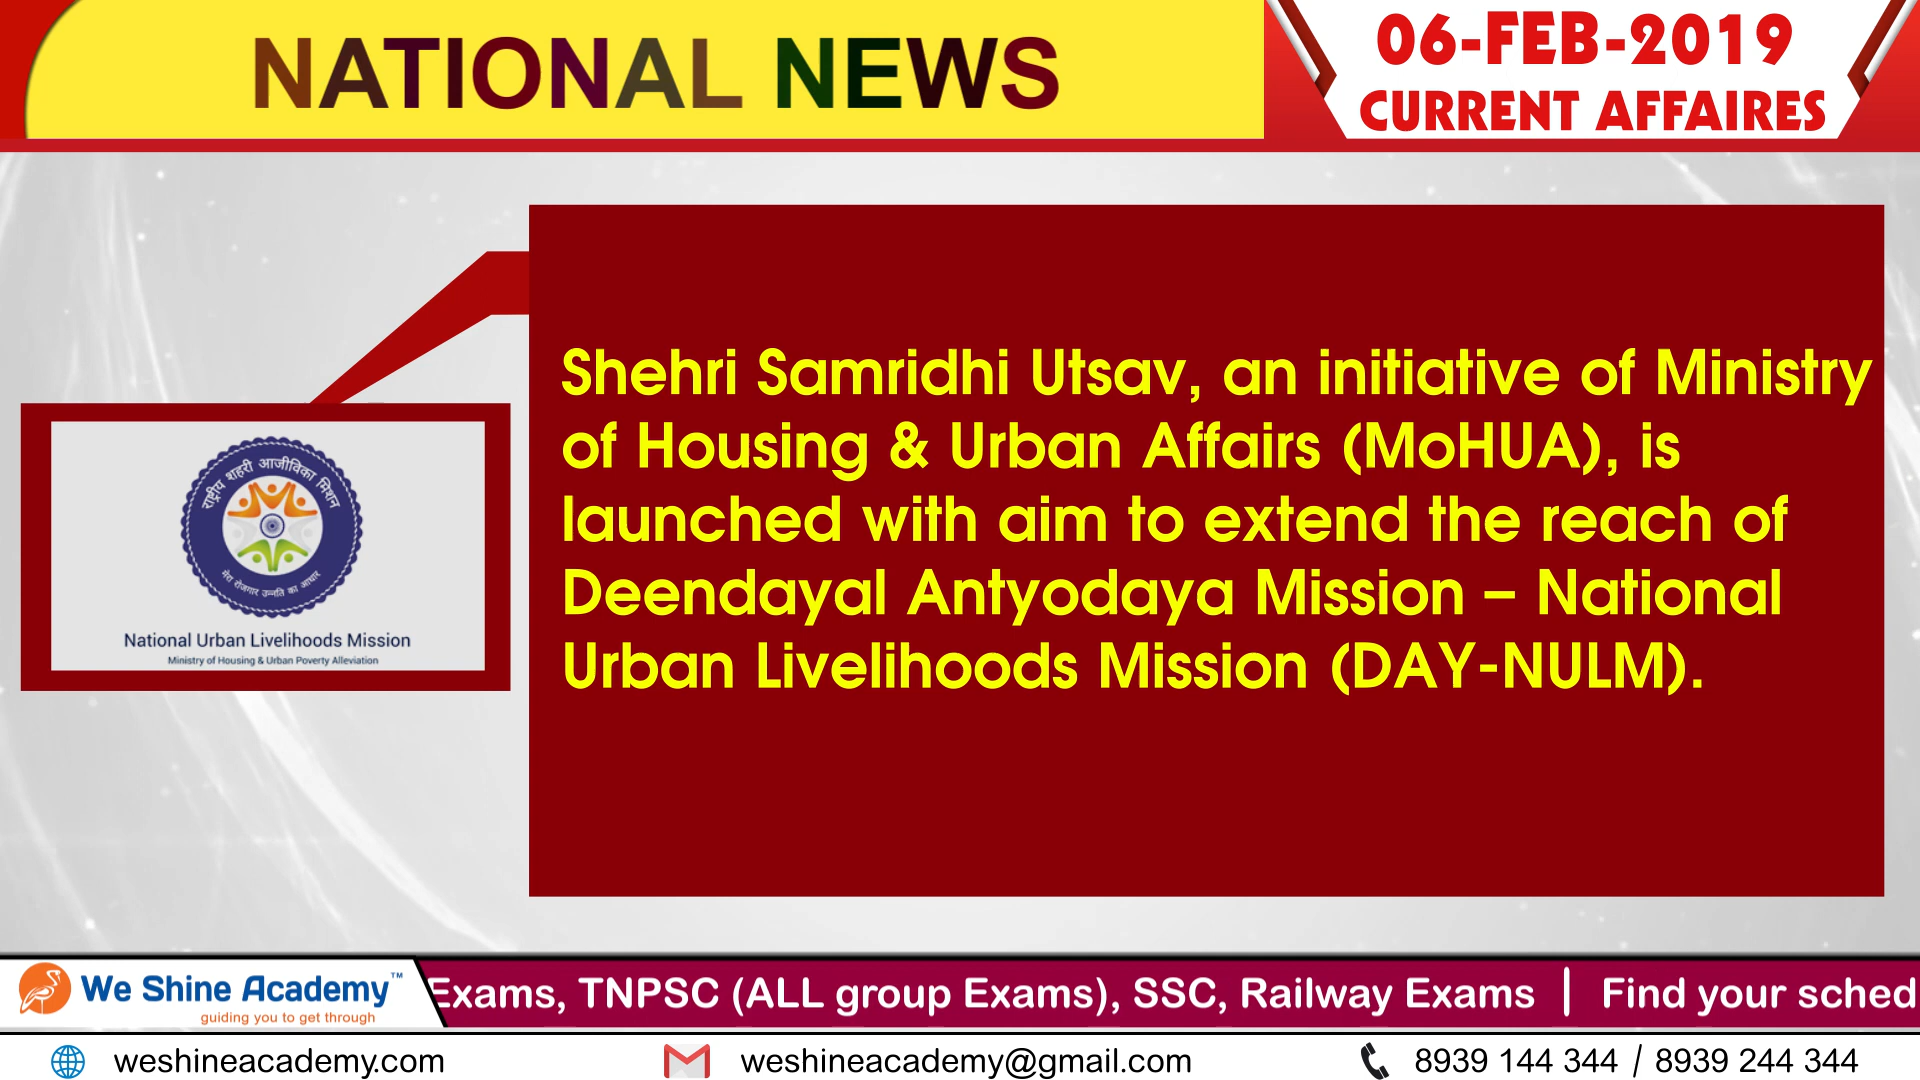 NATIONAL NEWS
06-FEB-2019
CURRENT AFFAIRES
Shehri Samridhi Utsav, an initiative of Ministry
of Housing & Urban Affairs (MoHUA), is
launched with aim to extend the reach of
Deendayal Antyodaya Mission – National
Urban Livelihoods Mission (DAY-NULM).
राष्ट्रीय शहरी आजीविका मिशन
मेरा रोजगार उन्नति का आधार
National Urban Livelihoods Mission
Ministry of Housing & Urban Poverty Alleviation
We Shine Academy™
guiding you to get through
Exams, TNPSC (ALL group Exams), SSC, Railway Exams | Find your sched
weshineacademy.com
weshineacademy@gmail.com
8939 144 344 / 8939 244 344